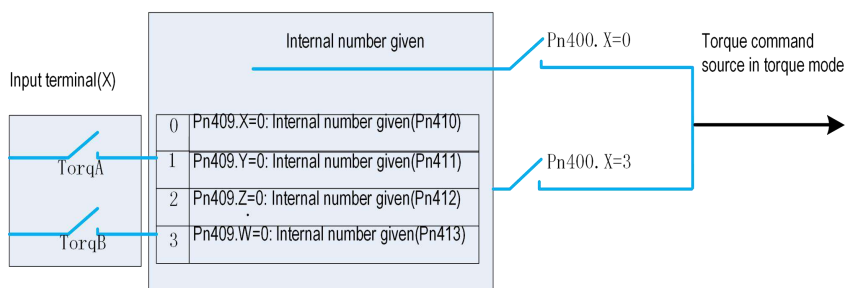 Internal number given
Pn400.X=0
Torque command
source in torque mode
Input terminal(X)
0 Pn409.X=0: Internal number given(Pn410)
1 Pn409.Y=0: Internal number given(Pn411)
TorqA
Pn400.X=3
2 Pn409.Z=0: Internal number given(Pn412)
3 Pn409.W=0: Internal number given(Pn413)
TorqB